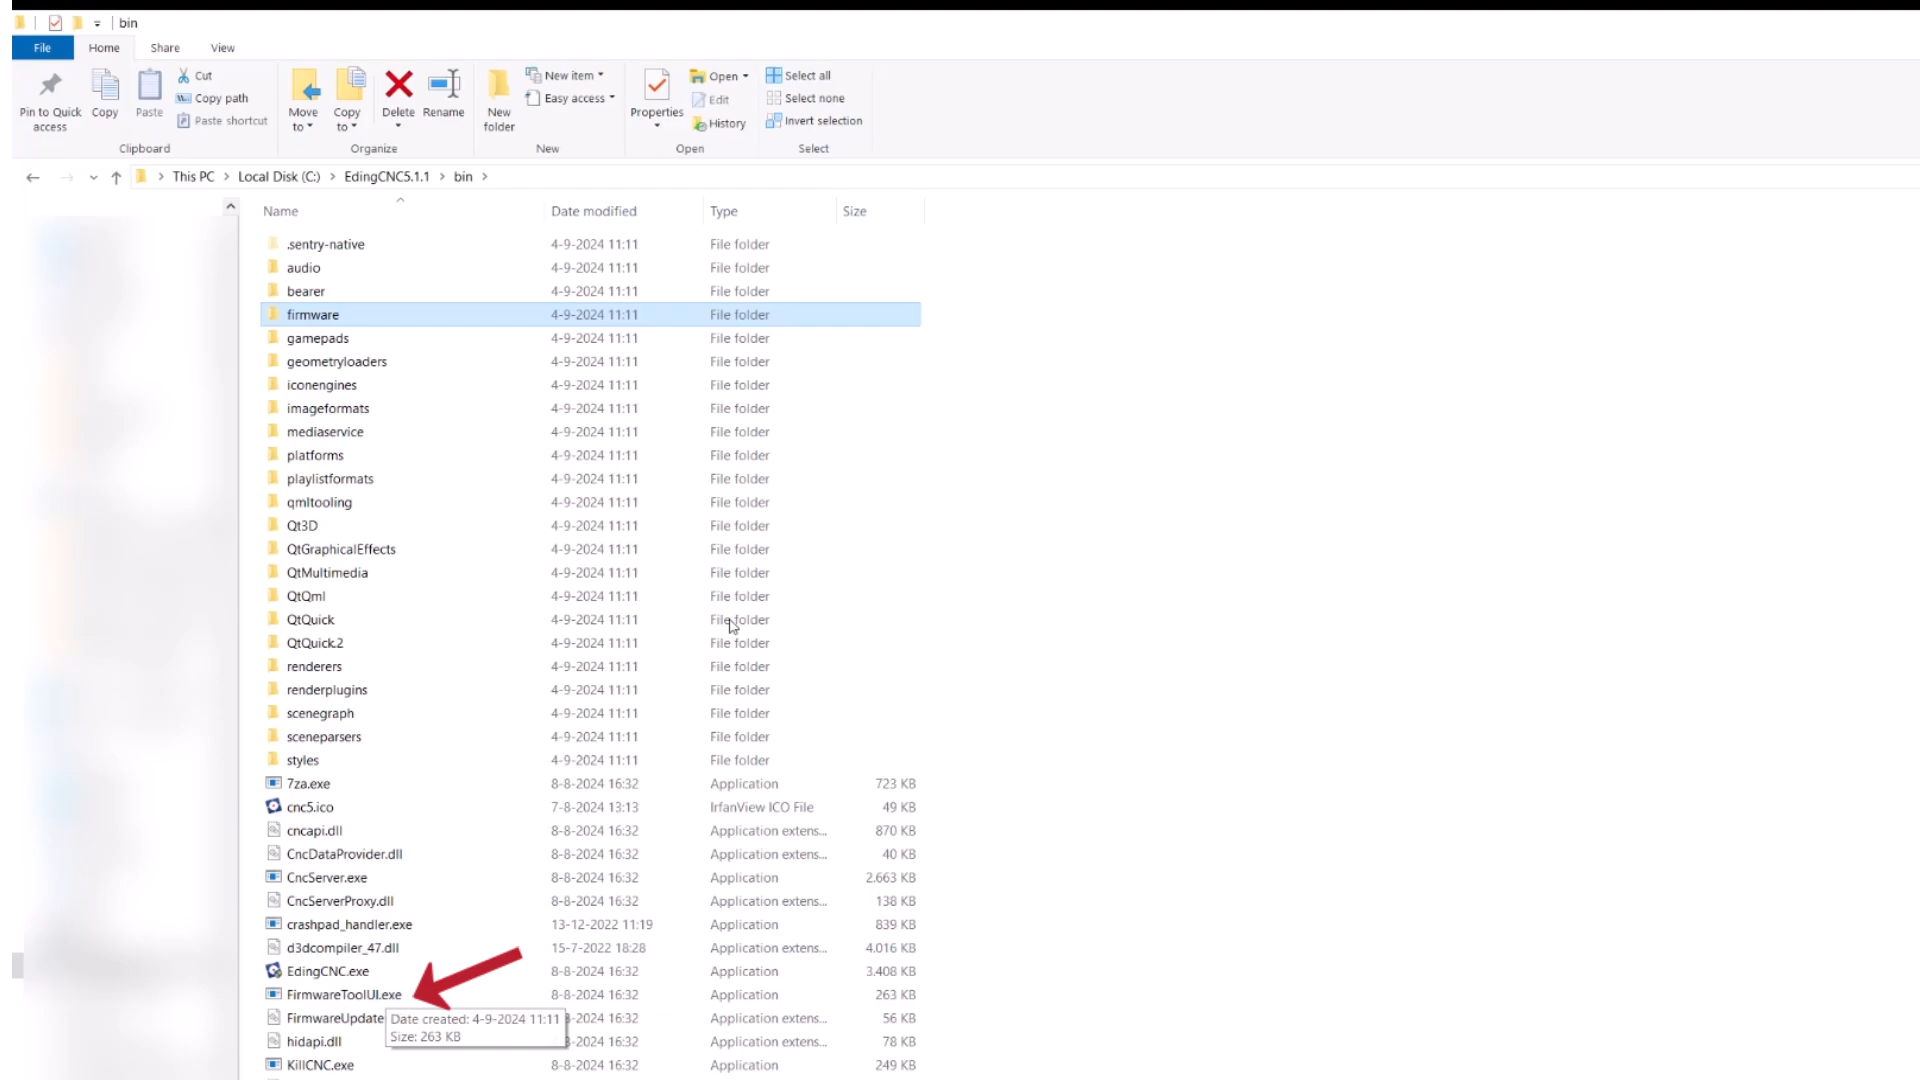 bin
File Home Share View
Pin to Quick access
Copy
Paste
Cut
Copy path
Paste shortcut
Clipboard
Move to
Copy to
Delete
Rename
Organize
New folder
New item
Easy access
New
Properties
Open
Edit
History
Open
Select all
Select none
Invert selection
Select
This PC > Local Disk (C:) > EdingCNC5.1.1 > bin >
Name Date modified Type Size
.sentry-native 4-9-2024 11:11 File folder
audio 4-9-2024 11:11 File folder
bearer 4-9-2024 11:11 File folder
firmware 4-9-2024 11:11 File folder
gamepads 4-9-2024 11:11 File folder
geometryloaders 4-9-2024 11:11 File folder
iconengines 4-9-2024 11:11 File folder
imageformats 4-9-2024 11:11 File folder
mediaservice 4-9-2024 11:11 File folder
platforms 4-9-2024 11:11 File folder
playlistformats 4-9-2024 11:11 File folder
qmltooling 4-9-2024 11:11 File folder
Qt3D 4-9-2024 11:11 File folder
QtGraphicalEffects 4-9-2024 11:11 File folder
QtMultimedia 4-9-2024 11:11 File folder
QtQml 4-9-2024 11:11 File folder
QtQuick 4-9-2024 11:11 File folder
QtQuick.2 4-9-2024 11:11 File folder
renderers 4-9-2024 11:11 File folder
renderplugins 4-9-2024 11:11 File folder
scenegraph 4-9-2024 11:11 File folder
sceneparsers 4-9-2024 11:11 File folder
styles 4-9-2024 11:11 File folder
7za.exe 8-8-2024 16:32 Application 723 KB
cnc5.ico 7-8-2024 13:13 IrfanView ICO File 49 KB
cncapi.dll 8-8-2024 16:32 Application extens... 870 KB
CncDataProvider.dll 8-8-2024 16:32 Application extens... 40 KB
CncServer.exe 8-8-2024 16:32 Application 2.663 KB
CncServerProxy.dll 8-8-2024 16:32 Application extens... 138 KB
crashpad_handler.exe 13-12-2022 11:19 Application 839 KB
d3dcompiler_47.dll 15-7-2022 18:28 Application extens... 4.016 KB
EdingCNC.exe 8-8-2024 16:32 Application 3.408 KB
FirmwareToolUI.exe 8-8-2024 16:32 Application 263 KB
FirmwareUpdate 8-2024 16:32 Application extens... 56 KB
Date created: 4-9-2024 11:11
Size: 263 KB
hidapi.dll 8-2024 16:32 Application extens... 78 KB
KillCNC.exe 8-8-2024 16:32 Application 249 KB